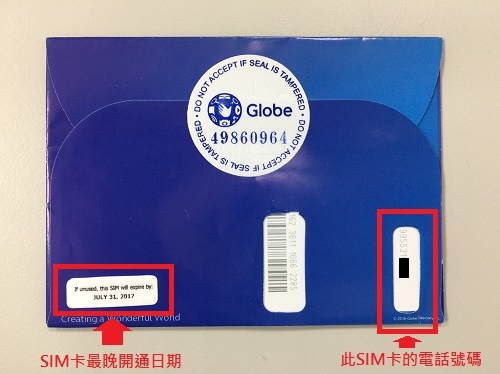 DO NOT ACCEPT IF SEAL IS TAMPERED •
Globe
49860964
DO NOT ACCEPT IF SEAL IS TAMPERED •
If unused, this SIM will expire by:
JULY 31, 2017
Creating a Wonderful World
SIM卡最晚開通日期
此SIM卡的電話號碼